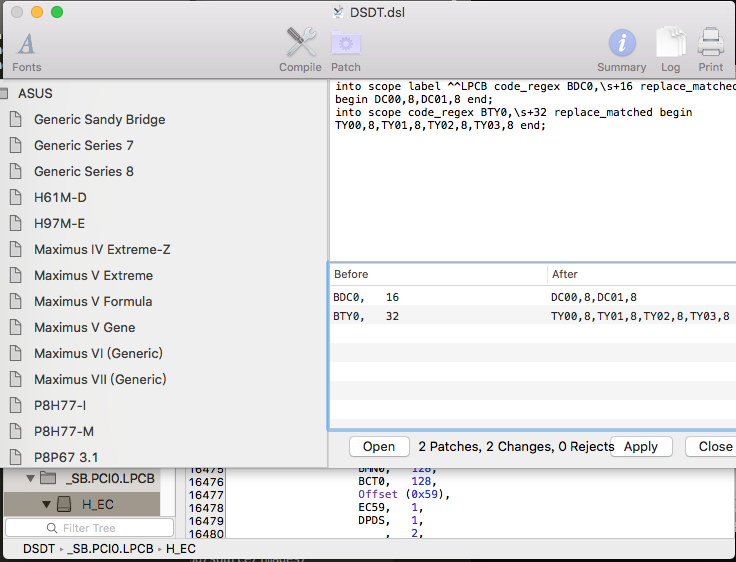 DSDT.dsl
Fonts
Compile
Patch
Summary
Log
Print
ASUS
Generic Sandy Bridge
Generic Series 7
Generic Series 8
H61M-D
H97M-E
Maximus IV Extreme-Z
Maximus V Extreme
Maximus V Formula
Maximus V Gene
Maximus VI (Generic)
Maximus VII (Generic)
P8H77-I
P8H77-M
P8P67 3.1
into scope label ^^LPCB code_regex BDC0,\s+16 replace_matched
begin DC00,8,DC01,8 end;
into scope code_regex BTY0,\s+32 replace_matched begin
TY00,8,TY01,8,TY02,8,TY03,8 end;
Before After
BDC0, 16 DC00,8,DC01,8
BTY0, 32 TY00,8,TY01,8,TY02,8,TY03,8
Open 2 Patches, 2 Changes, 0 Rejects Apply Close
_SB.PCI0.LPCB
H_EC
Filter Tree
16475 BMN0, 128,
16476 BCT0, 128,
16477 Offset (0x59),
16478 EC59, 1,
16479 DPDS, 1,
16480 , 2,
DSDT _SB.PCI0.LPCB H_EC